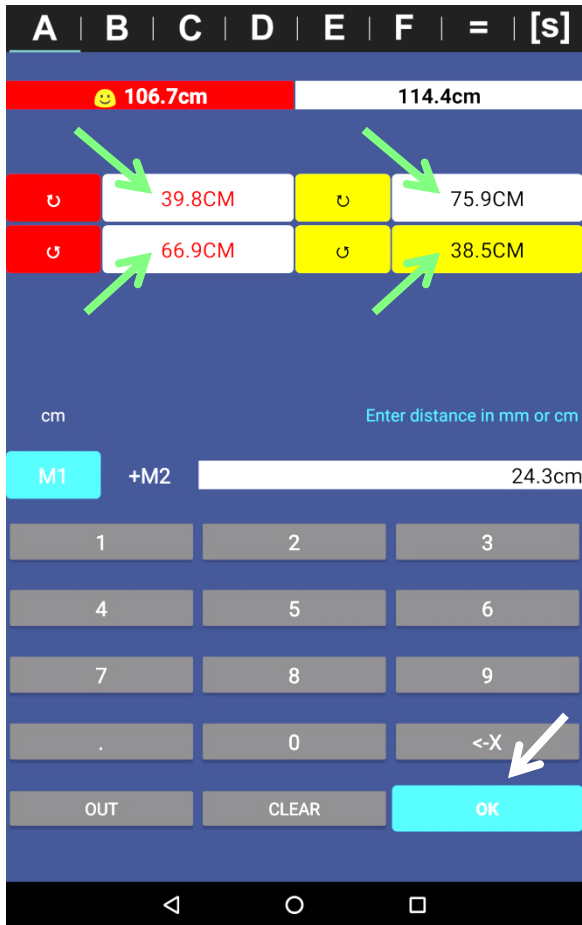 A | B | C | D | E | F | = | [s]
106.7cm 114.4cm
↻ 39.8CM ↻ 75.9CM
↺ 66.9CM ↺ 38.5CM
cm Enter distance in mm or cm
M1 +M2 24.3cm
1 2 3
4 5 6
7 8 9
. 0 <-X
OUT CLEAR OK